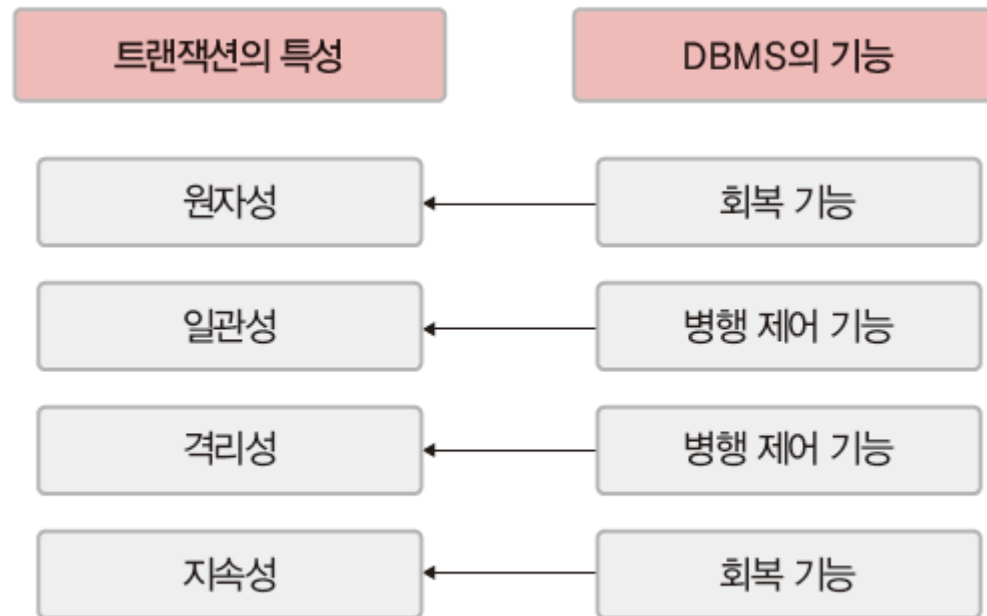 트랜잭션의 특성
DBMS의 기능
원자성
회복 기능
일관성
병행 제어 기능
격리성
병행 제어 기능
지속성
회복 기능